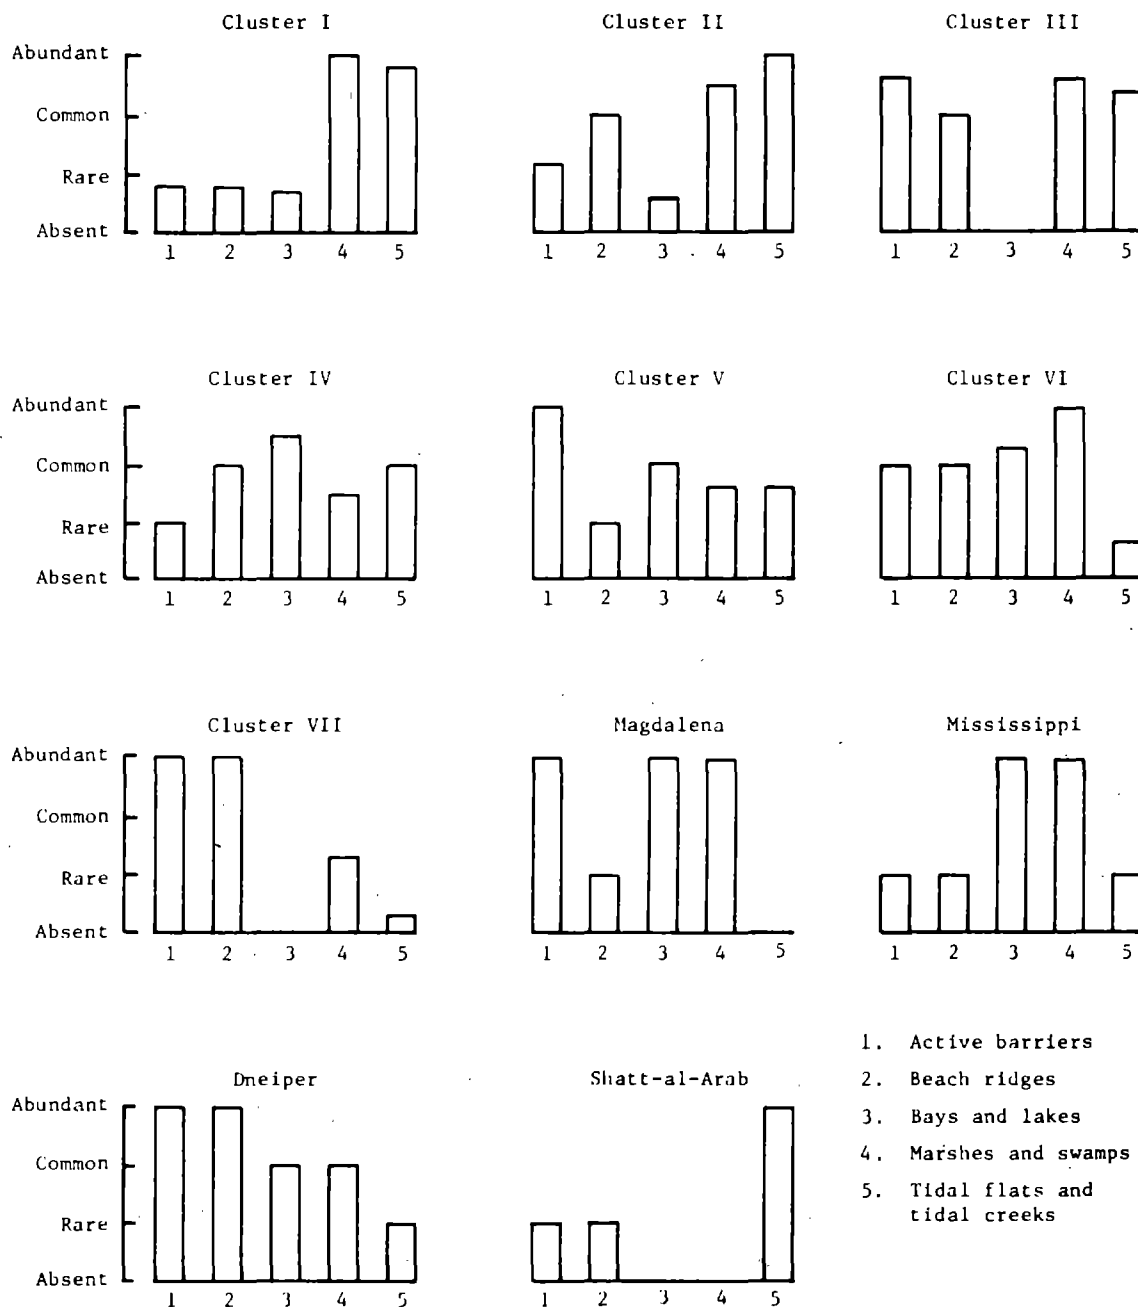 Cluster I
Cluster II
Cluster III
Abundant
Common
Rare
Absent
1 2 3 4 5
1 2 3 4 5
1 2 3 4 5
Cluster IV
Cluster V
Cluster VI
Abundant
Common
Rare
Absent
1 2 3 4 5
1 2 3 4 5
1 2 3 4 5
Cluster VII
Magdalena
Mississippi
Abundant
Common
Rare
Absent
1 2 3 4 5
1 2 3 4 5
1 2 3 4 5
Dneiper
Shatt-al-Arab
Abundant
Common
Rare
Absent
1 2 3 4 5
1 2 3 4 5
1. Active barriers
2. Beach ridges
3. Bays and lakes
4. Marshes and swamps
5. Tidal flats and
tidal creeks